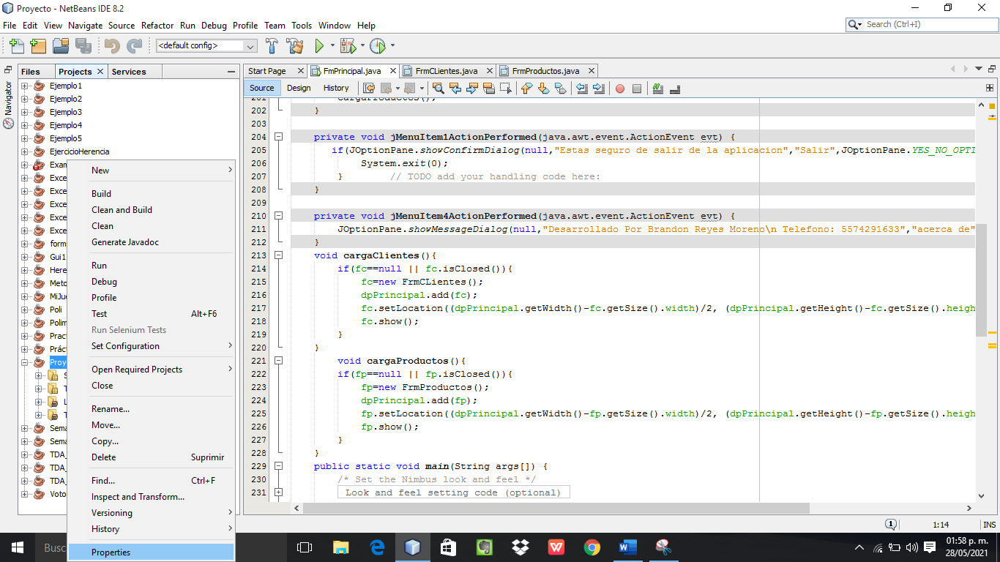 Proyecto - NetBeans IDE 8.2
File Edit View Navigate Source Refactor Run Debug Profile Team Tools Window Help
Search (Ctrl+I)
<default config>
Files Projects Services
Navigator
Ejemplo1
Ejemplo2
Ejemplo3
Ejemplo4
Ejemplo5
EjercicioHerencia
Exam
Exce
Exce
Exce
Exce
form
Gui1
Here
Meto
MiJu
Poli
Polim
Pract
Práct
Proy
S
T
L
T
Sema
Sema
TDA_
TDA_
TDA_
Voto
New
Build
Clean and Build
Clean
Generate Javadoc
Run
Debug
Profile
Test Alt+F6
Run Selenium Tests
Set Configuration
Open Required Projects
Close
Rename...
Move...
Copy...
Delete Suprimir
Find... Ctrl+F
Inspect and Transform...
Versioning
History
Properties
Start Page FmPrincipal.java FrmCLientes.java FrmProductos.java
Source Design History
201 cargaProductos();
202 }
203
204 private void jMenuItem1ActionPerformed(java.awt.event.ActionEvent evt) {
205 if(JOptionPane.showConfirmDialog(null,"Estas seguro de salir de la aplicacion","Salir",JOptionPane.YES_NO_OPTI
206 System.exit(0);
207 } // TODO add your handling code here:
208 }
209
210 private void jMenuItem4ActionPerformed(java.awt.event.ActionEvent evt) {
211 JOptionPane.showMessageDialog(null,"Desarrollado Por Brandon Reyes Moreno\n Telefono: 5574291633","acerca de"
212 }
213 void cargaClientes(){
214 if(fc==null || fc.isClosed()){
215 fc=new FrmCLientes();
216 dpPrincipal.add(fc);
217 fc.setLocation((dpPrincipal.getWidth()-fc.getSize().width)/2, (dpPrincipal.getHeight()-fc.getSize().heigh
218 fc.show();
219 }
220 }
221 void cargaProductos(){
222 if(fp==null || fp.isClosed()){
223 fp=new FrmProductos();
224 dpPrincipal.add(fp);
225 fp.setLocation((dpPrincipal.getWidth()-fp.getSize().width)/2, (dpPrincipal.getHeight()-fp.getSize().heigh
226 fp.show();
227 }
228 }
229 public static void main(String args[]) {
230 /* Set the Nimbus look and feel */
231 Look and feel setting code (optional)
1 1:14 INS
Busc
01:58 p. m.
28/05/2021